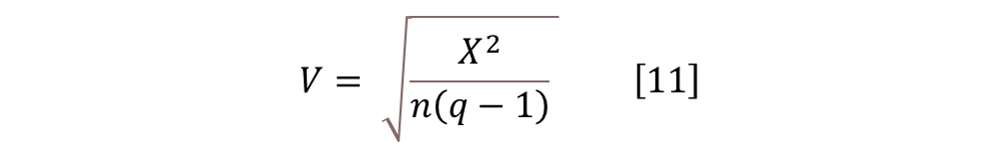 V = √(X²/n(q − 1)) [11]